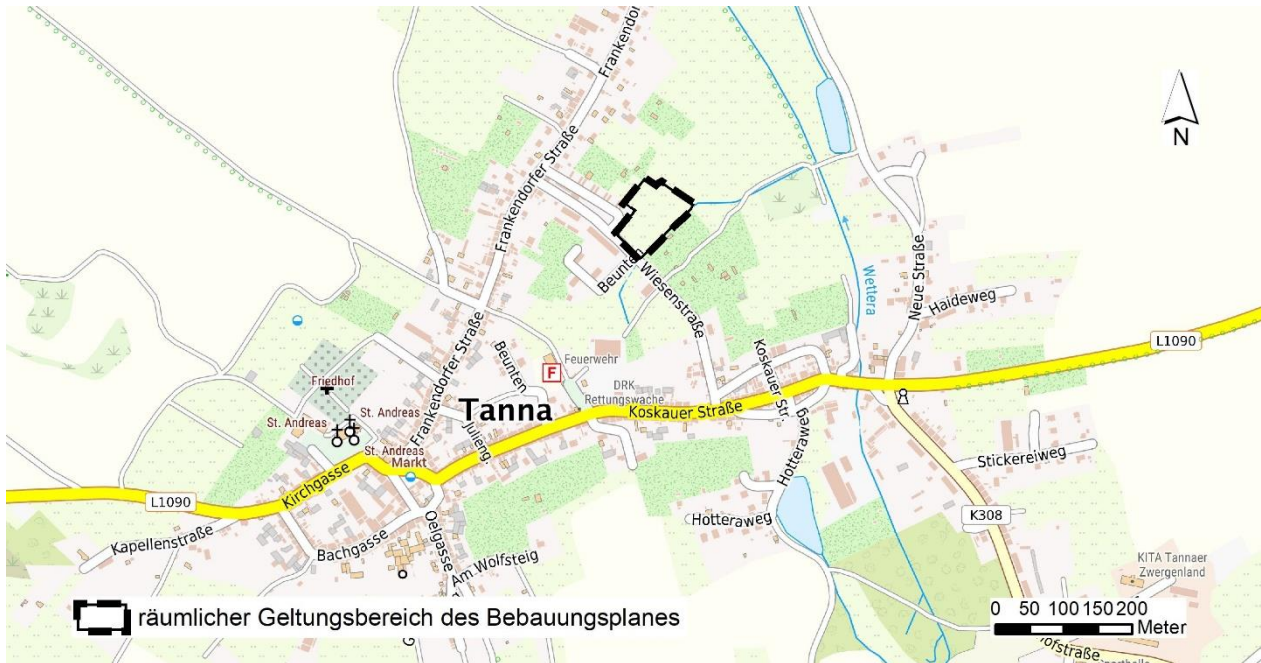 Frankendorf
Frankendorfer Straße
N
Beunten
Wiesenstraße
Wettera
Neue Straße
Haideweg
L1090
Frankendorfer Straße
Beunten
Feuerwehr
F
DRK
Rettungswache
Koskauer Str.
Friedhof
St. Andreas
St. Andreas
St. Andreas
Markt
Tanna
Julieng.
Koskauer Straße
Hotteraweg
Stickereiweg
Kirchgasse
L1090
Kapellenstraße
Bachgasse
Oelgasse
Am Wolfsteig
Hotteraweg
K308
KITA Tannaer
Zwergenland
räumlicher Geltungsbereich des Bebauungsplanes
0 50 100 150 200
Meter